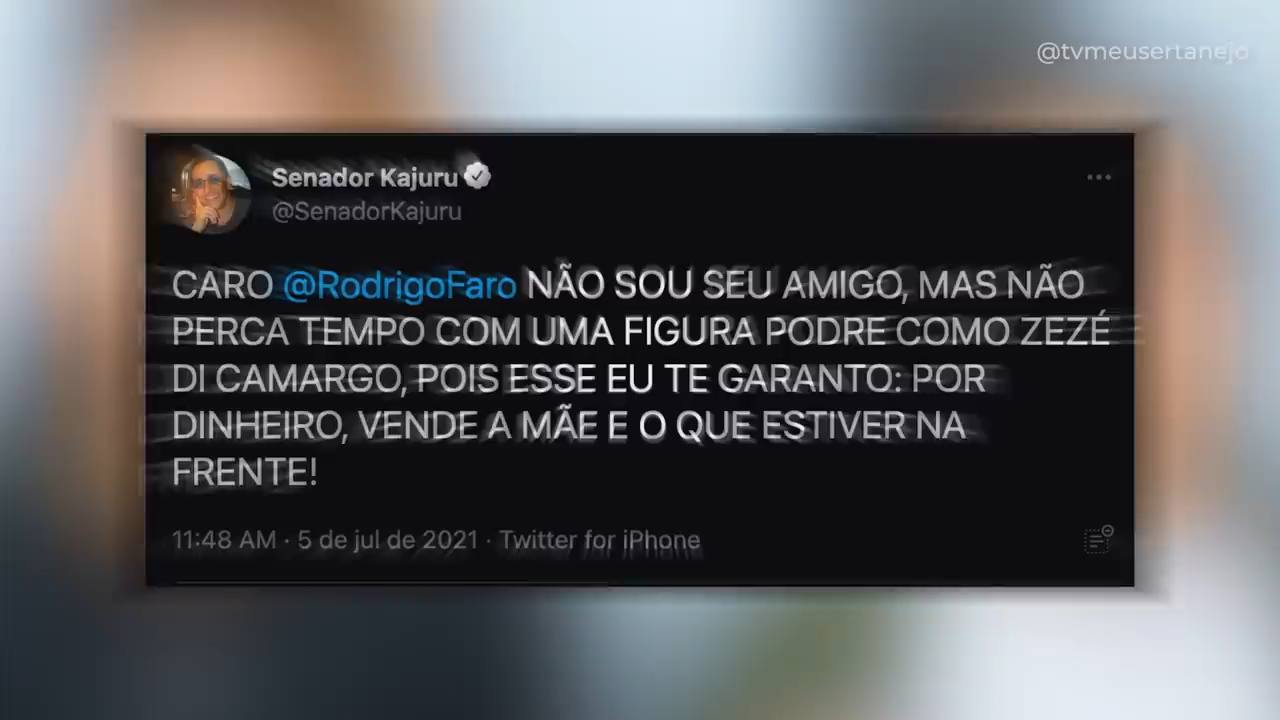 @tvmeusertanejo
Senador Kajuru
@SenadorKajuru
CARO @RodrigoFaro NÃO SOU SEU AMIGO, MAS NÃO
PERCA TEMPO COM UMA FIGURA PODRE COMO ZEZÉ
DI CAMARGO, POIS ESSE EU TE GARANTO: POR
DINHEIRO, VENDE A MÃE E O QUE ESTIVER NA
FRENTE!
11:48 AM · 5 de jul de 2021 · Twitter for iPhone